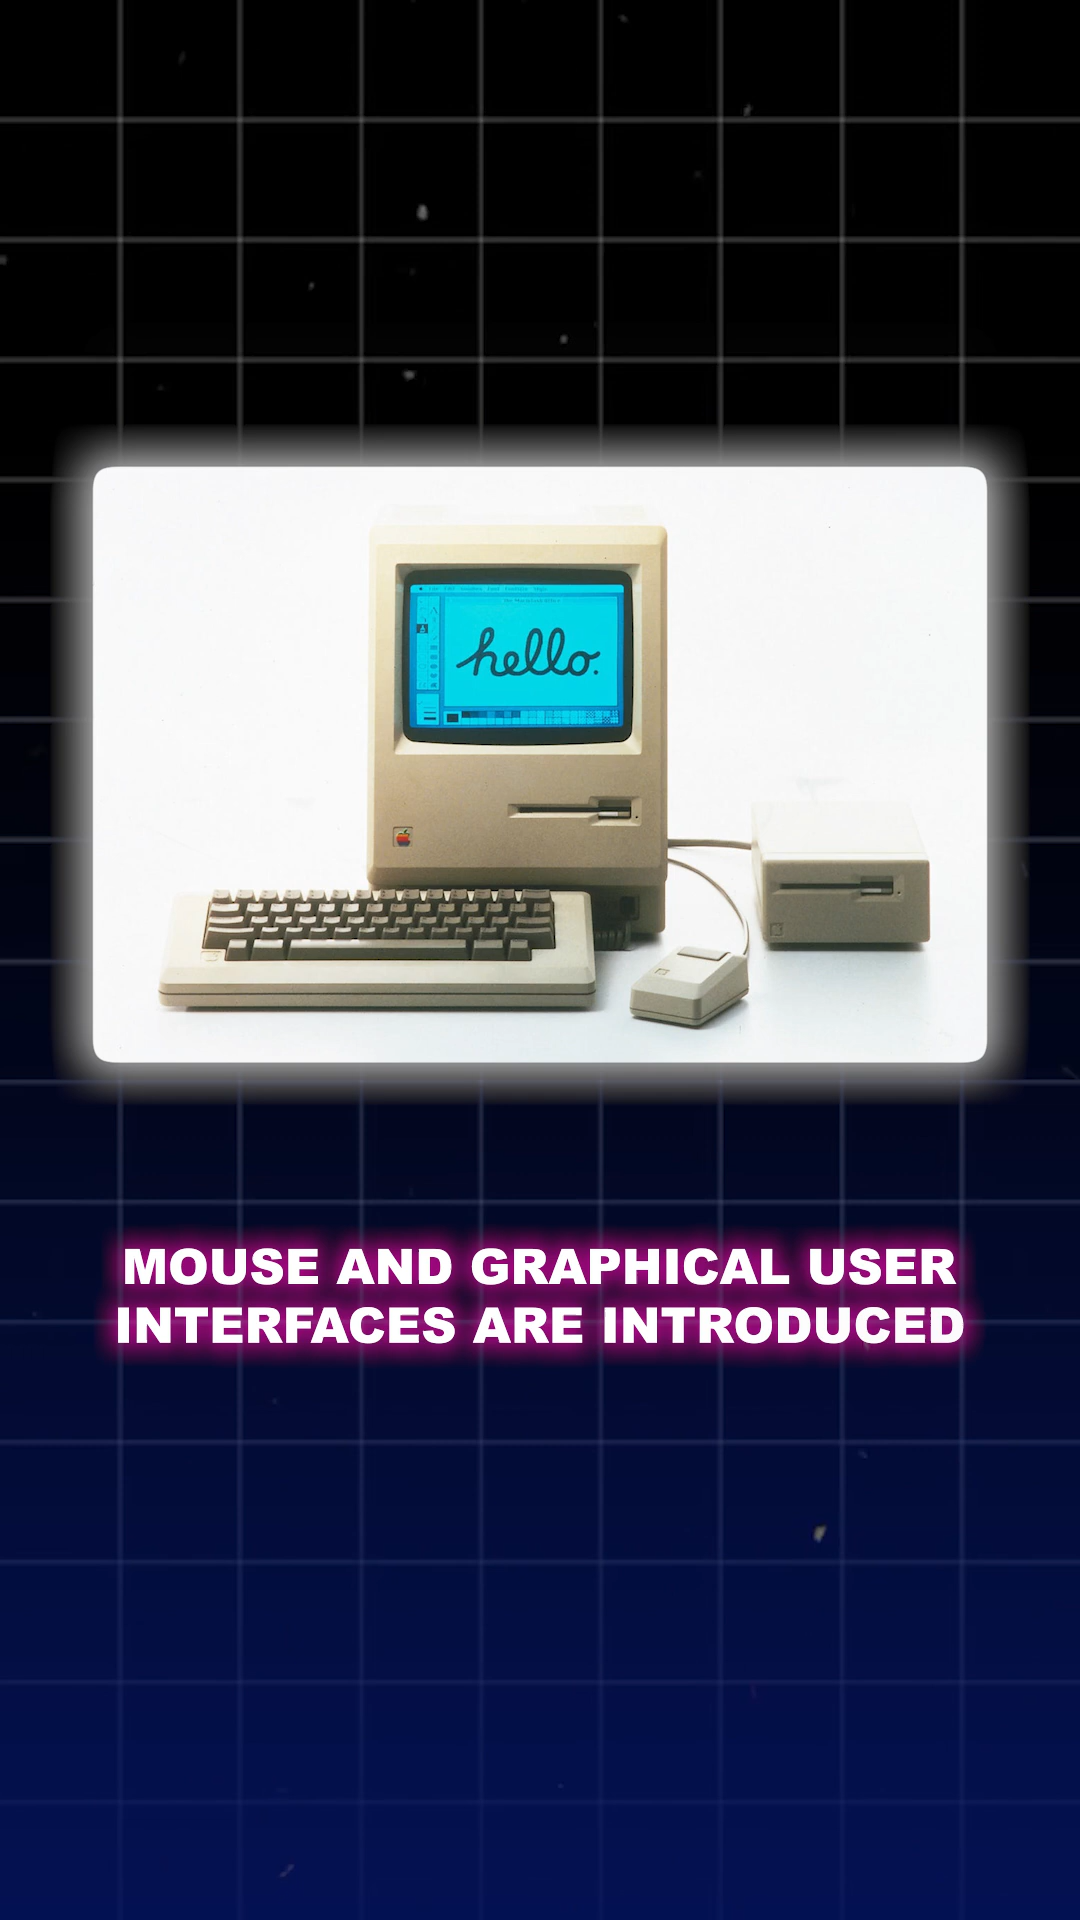 hello.
MOUSE AND GRAPHICAL USER
INTERFACES ARE INTRODUCED